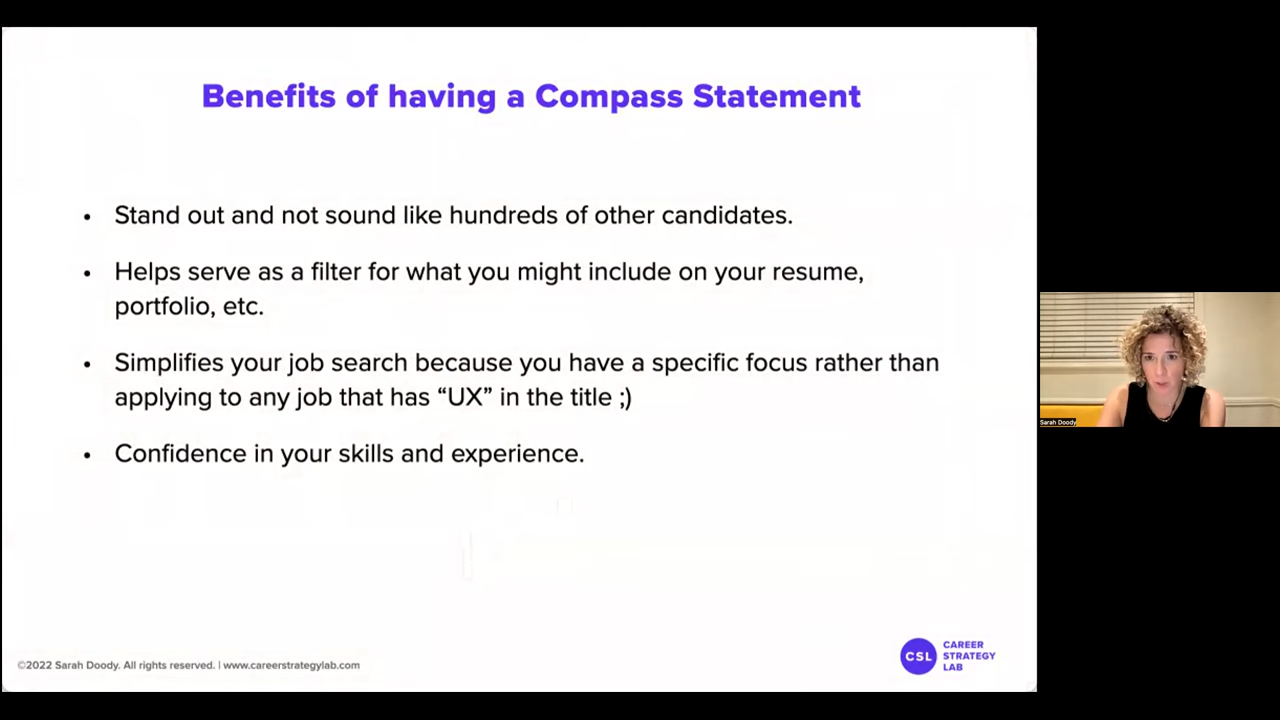 Benefits of having a Compass Statement
• Stand out and not sound like hundreds of other candidates.
• Helps serve as a filter for what you might include on your resume,
portfolio, etc.
• Simplifies your job search because you have a specific focus rather than
applying to any job that has “UX” in the title ;)
• Confidence in your skills and experience.
Sarah Doody
©2022 Sarah Doody. All rights reserved. | www.careerstrategylab.com
CSL
CAREER
STRATEGY
LAB